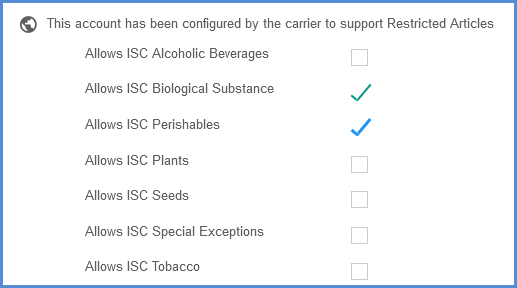 This account has been configured by the carrier to support Restricted Articles
Allows ISC Alcoholic Beverages
Allows ISC Biological Substance
Allows ISC Perishables
Allows ISC Plants
Allows ISC Seeds
Allows ISC Special Exceptions
Allows ISC Tobacco